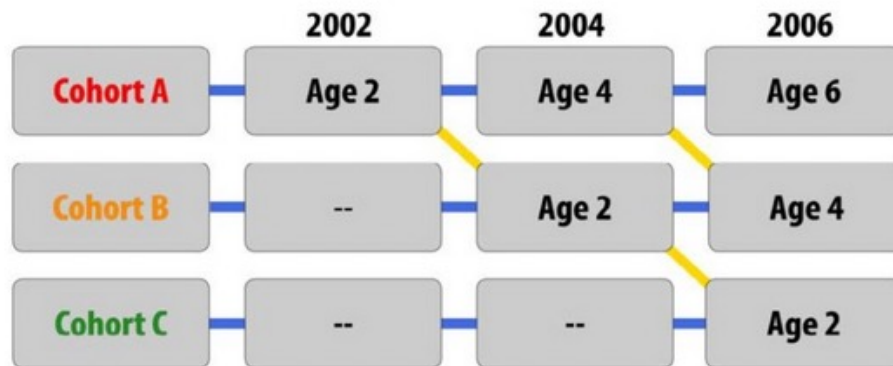 2002 2004 2006
Cohort A Age 2 Age 4 Age 6
Cohort B -- Age 2 Age 4
Cohort C -- -- Age 2